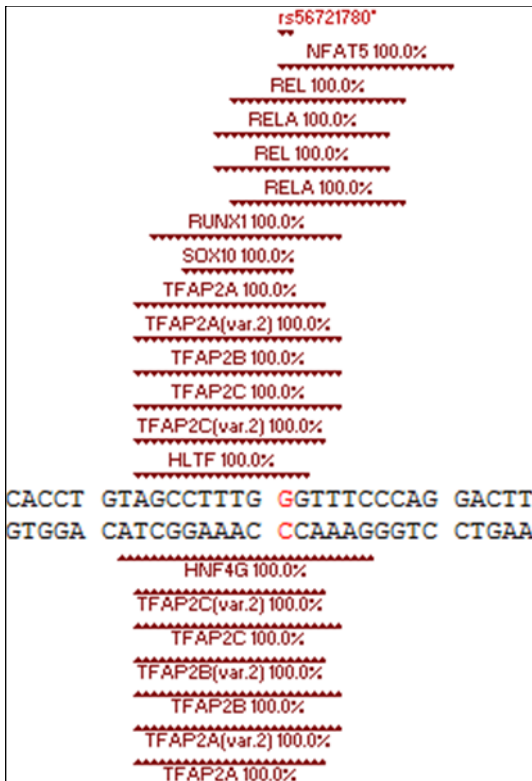 rs56721780*
NFAT5 100.0%
REL 100.0%
RELA 100.0%
REL 100.0%
RELA 100.0%
RUNX1 100.0%
SOX10 100.0%
TFAP2A 100.0%
TFAP2A(var.2) 100.0%
TFAP2B 100.0%
TFAP2C 100.0%
TFAP2C(var.2) 100.0%
HLTF 100.0%
CACCT GTAGCCTTTG GGTTTCCCAG GACTT
GTGGA CATCGGAAAC CCAAAGGGTC CTGAA
HNF4G 100.0%
TFAP2C(var.2) 100.0%
TFAP2C 100.0%
TFAP2B(var.2) 100.0%
TFAP2B 100.0%
TFAP2A(var.2) 100.0%
TFAP2A 100.0%